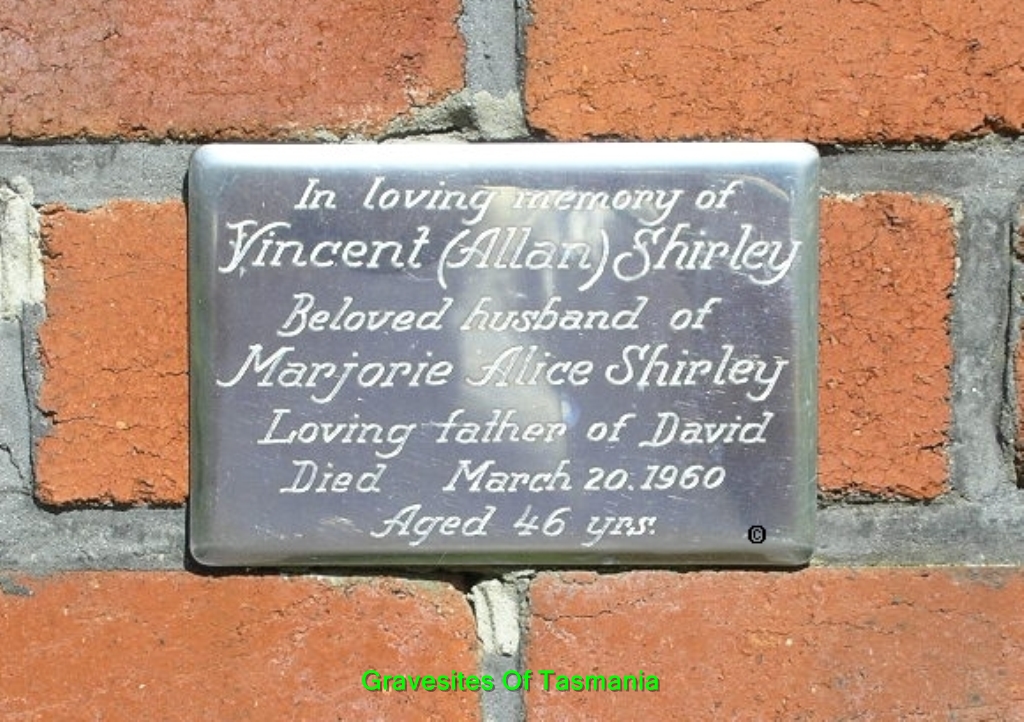 In loving memory of
Vincent (Allan) Shirley
Beloved husband of
Marjorie Alice Shirley
Loving father of David
Died March 20.1960
Aged 46 yrs.
©
Gravesites Of Tasmania